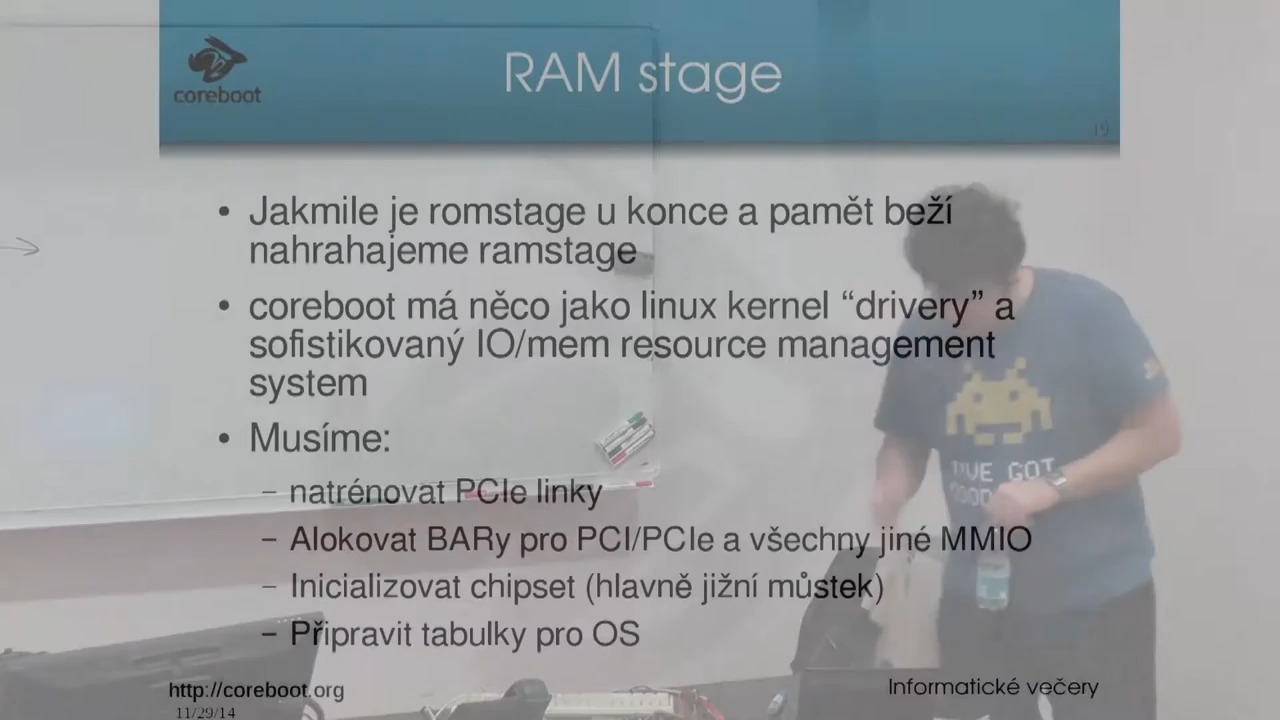 coreboot
RAM stage
19
• Jakmile je romstage u konce a pamět beží
nahrahajeme ramstage
• coreboot má něco jako linux kernel “drivery” a
sofistikovaný IO/mem resource management
system
• Musíme:
– natrénovat PCIe linky
– Alokovat BARy pro PCI/PCIe a všechny jiné MMIO
– Inicializovat chipset (hlavně jižní můstek)
– Připravit tabulky pro OS
I'VE GOT
http://coreboot.org
11/29/14
Informatické večery